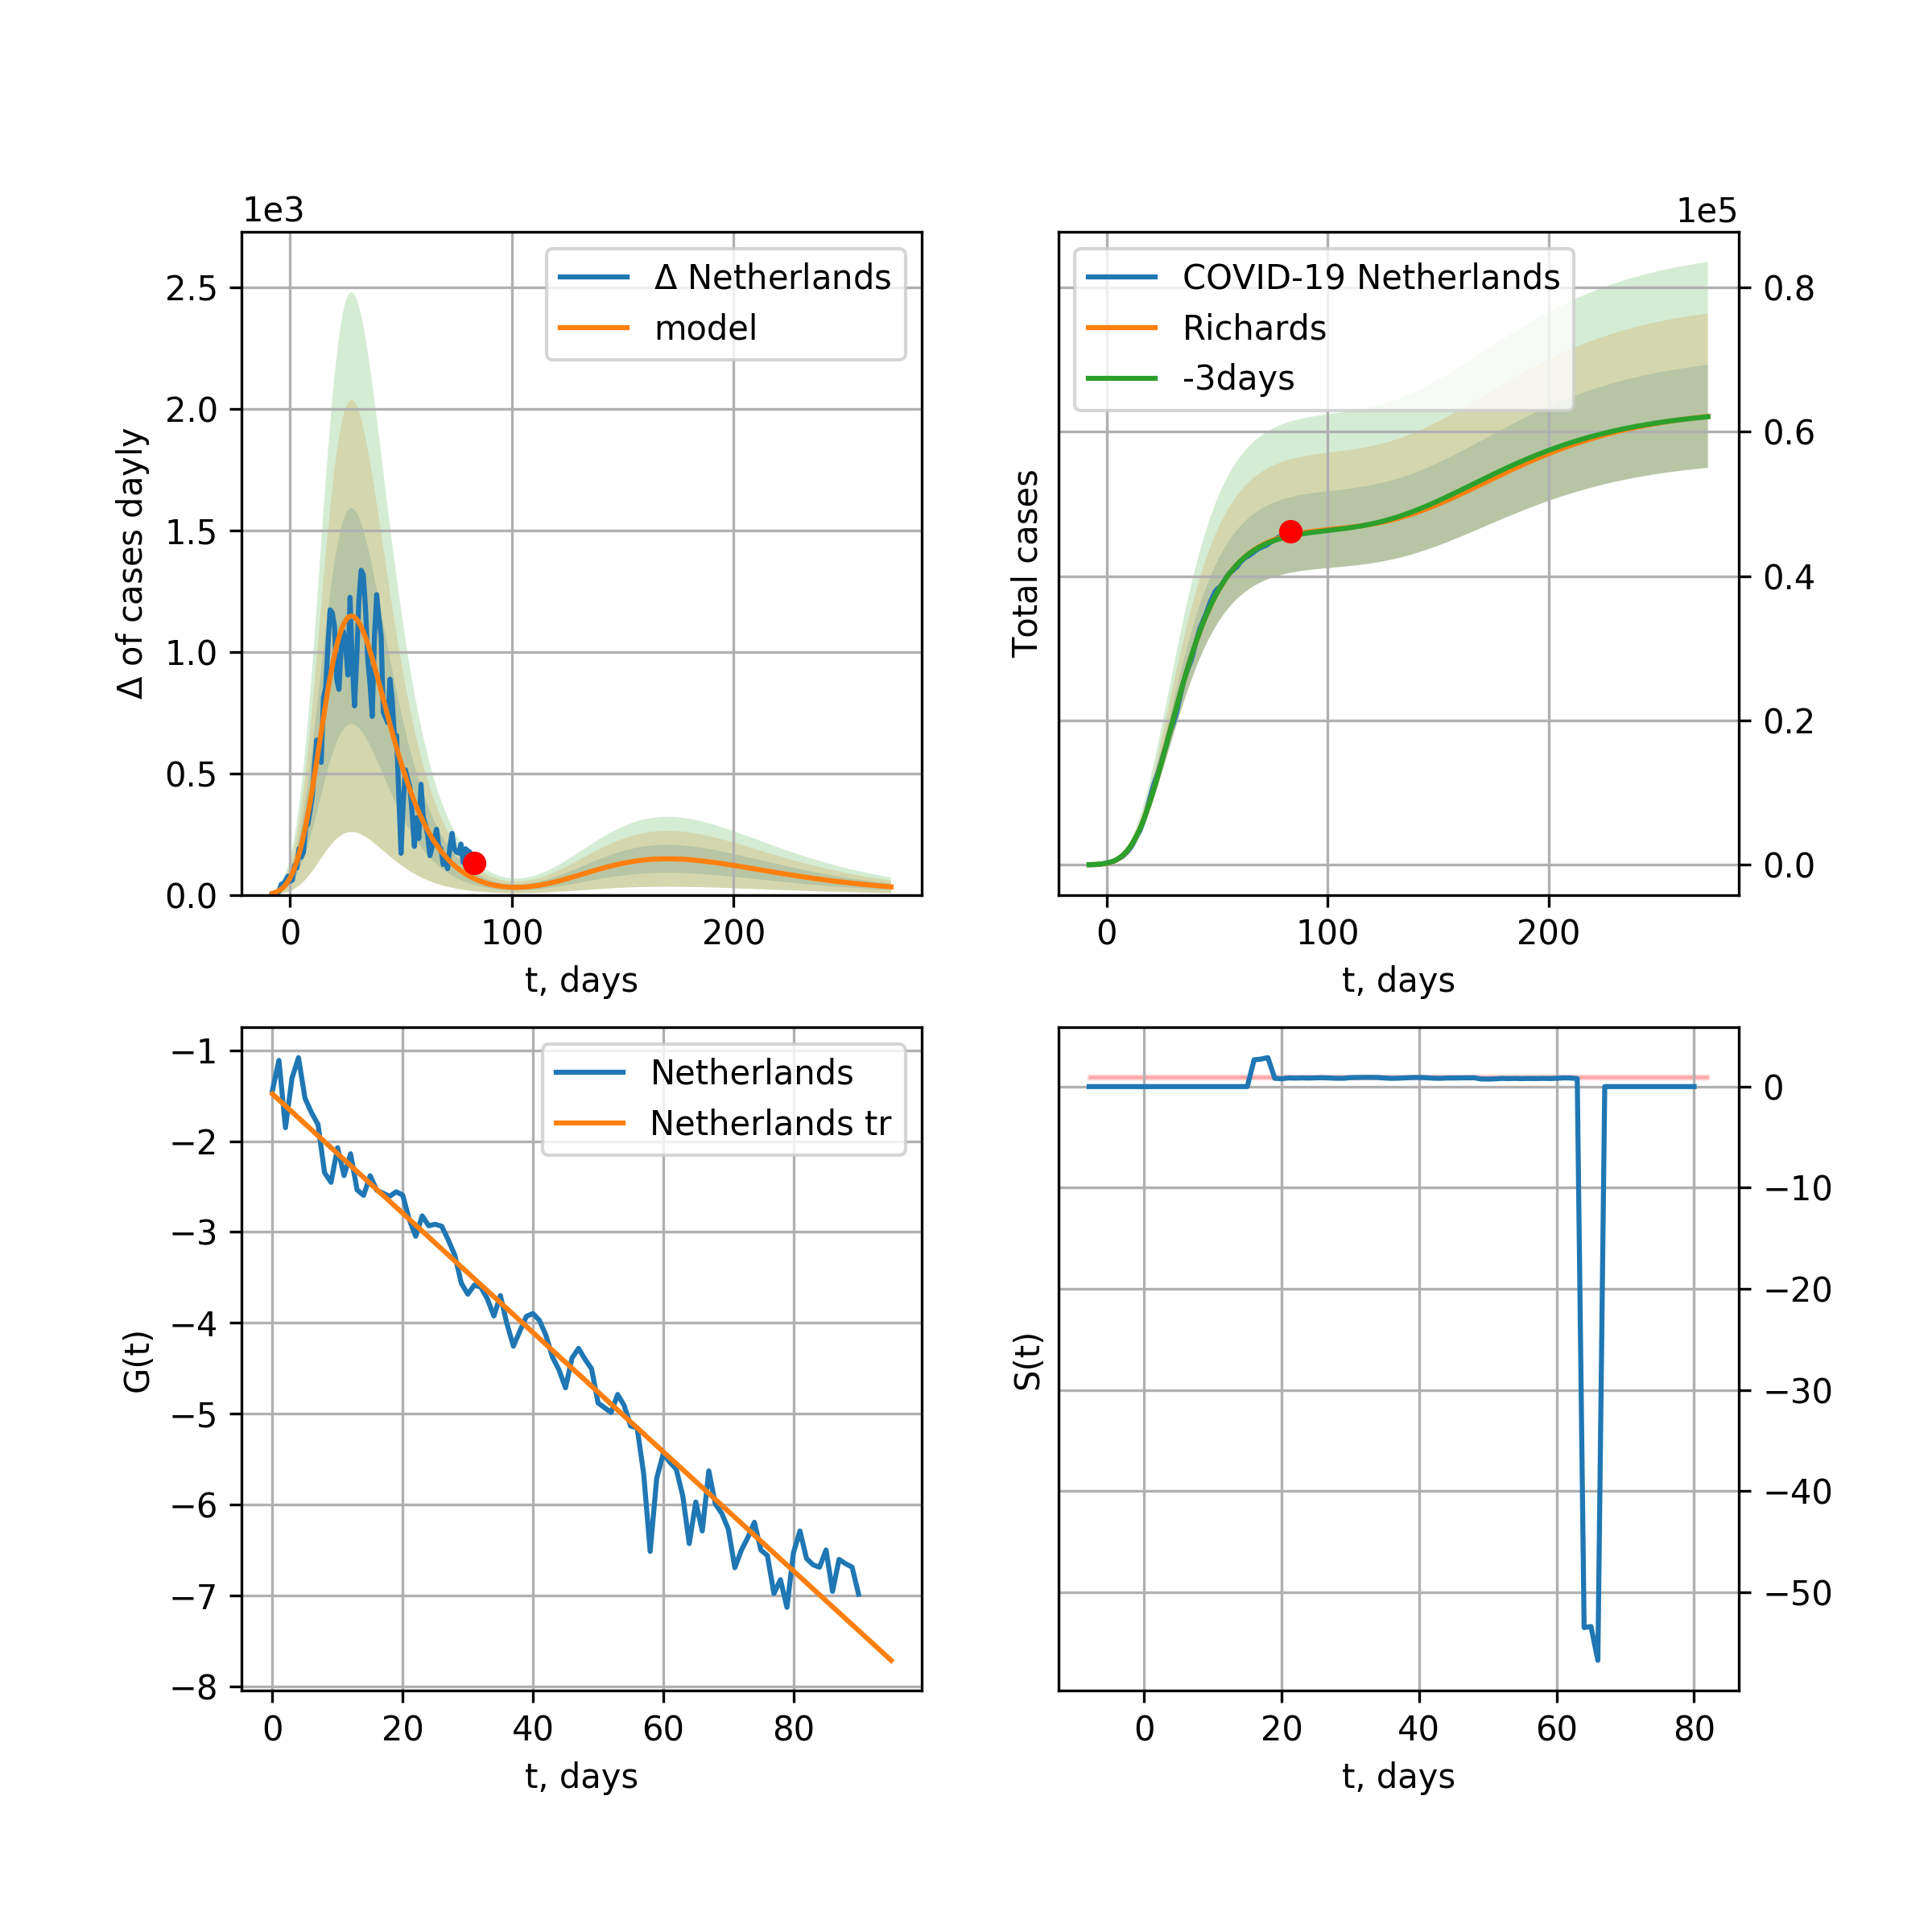 1e3
Δ of cases dayly
2.5
2.0
1.5
1.0
0.5
0.0
Δ Netherlands
model
0 100 200
t, days
1e5
Total cases
COVID-19 Netherlands
Richards
-3days
0.8
0.6
0.4
0.2
0.0
0 100 200
t, days
G(t)
−1
−2
−3
−4
−5
−6
−7
−8
Netherlands
Netherlands tr
0 20 40 60 80
t, days
S(t)
0
−10
−20
−30
−40
−50
0 20 40 60 80
t, days